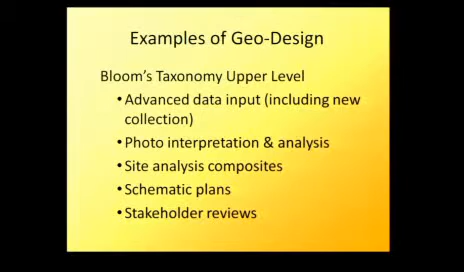 Examples of Geo-Design
Bloom's Taxonomy Upper Level
•Advanced data input (including new
collection)
•Photo interpretation & analysis
•Site analysis composites
•Schematic plans
•Stakeholder reviews